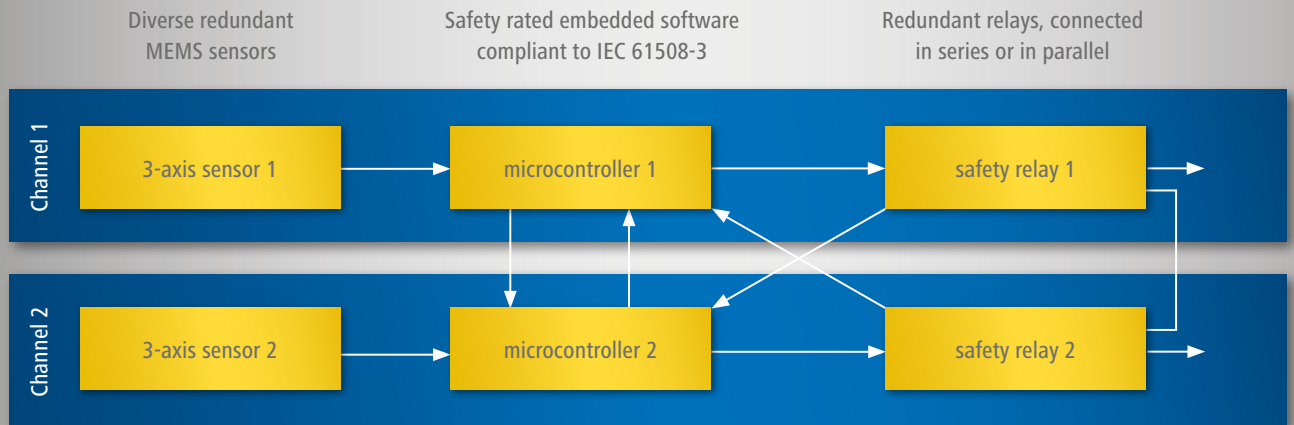 Diverse redundant
MEMS sensors
Safety rated embedded software
compliant to IEC 61508-3
Redundant relays, connected
in series or in parallel
Channel 1
3-axis sensor 1
microcontroller 1
safety relay 1
Channel 2
3-axis sensor 2
microcontroller 2
safety relay 2